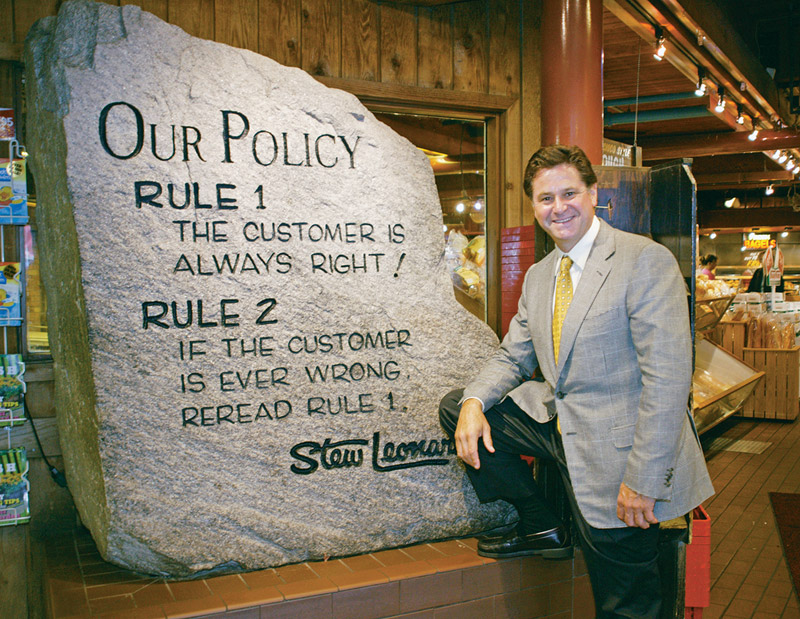 OUR POLICY
RULE 1
THE CUSTOMER IS
ALWAYS RIGHT!
RULE 2
IF THE CUSTOMER
IS EVER WRONG,
REREAD RULE 1.
Stew Leonard
BAGELS